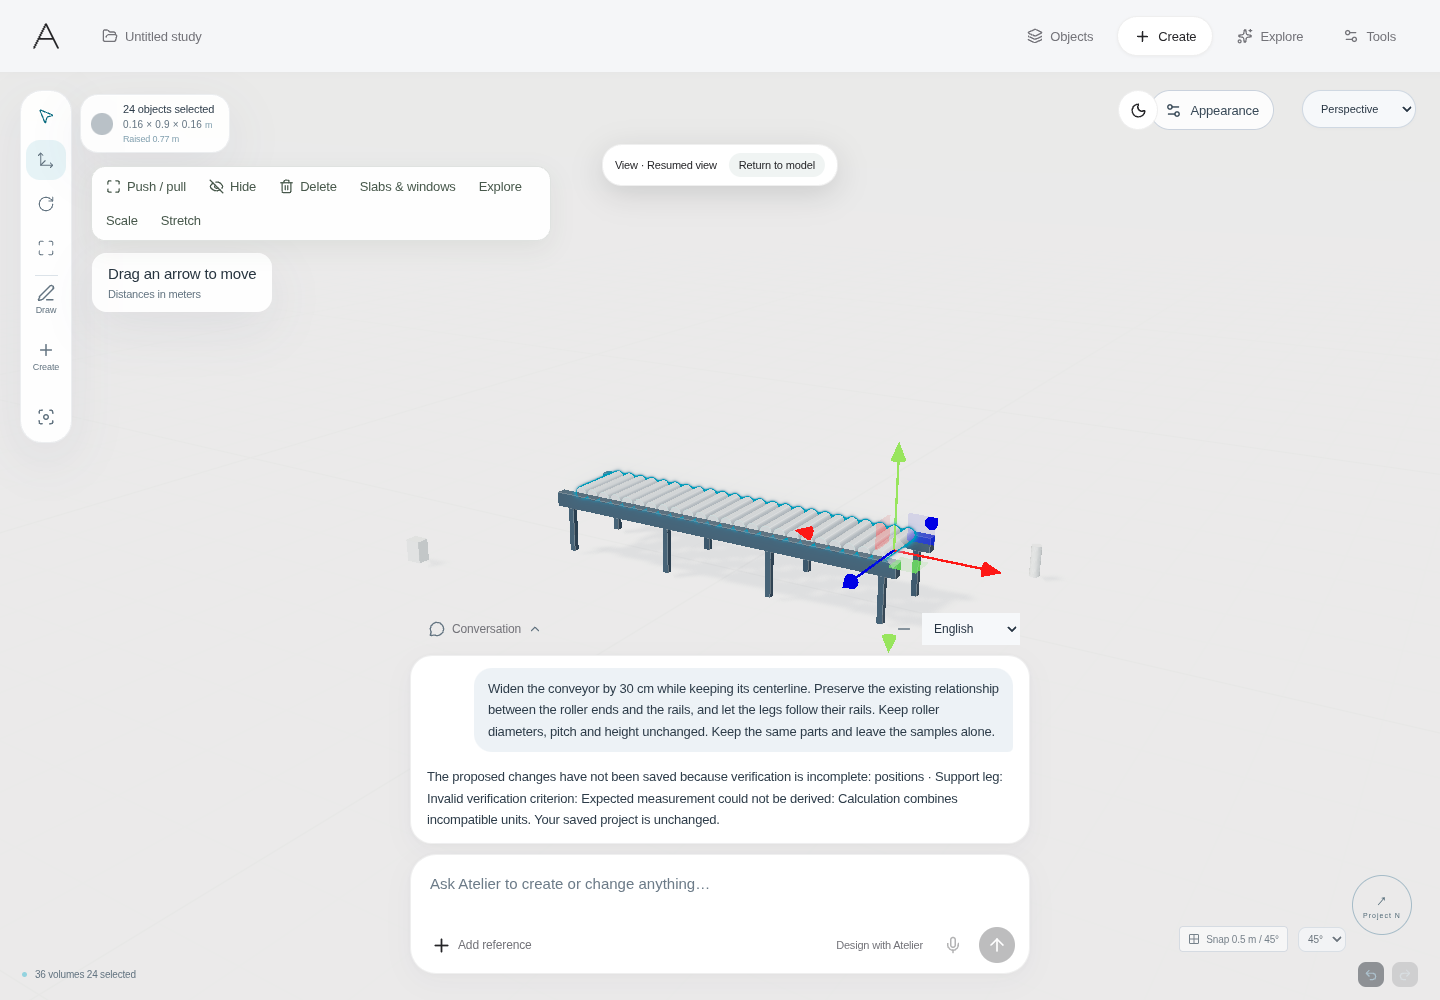 Untitled study
Objects
Create
Explore
Tools
24 objects selected
0.16 × 0.9 × 0.16 m
Raised 0.77 m
Appearance
Perspective
View · Resumed view
Return to model
Push / pull
Hide
Delete
Slabs & windows
Explore
Scale
Stretch
Drag an arrow to move
Distances in meters
Draw
Create
Conversation
English
Widen the conveyor by 30 cm while keeping its centerline. Preserve the existing relationship
between the roller ends and the rails, and let the legs follow their rails. Keep roller
diameters, pitch and height unchanged. Keep the same parts and leave the samples alone.
The proposed changes have not been saved because verification is incomplete: positions · Support leg:
Invalid verification criterion: Expected measurement could not be derived: Calculation combines
incompatible units. Your saved project is unchanged.
Ask Atelier to create or change anything…
Add reference
Design with Atelier
Project N
Snap 0.5 m / 45°
45°
36 volumes 24 selected